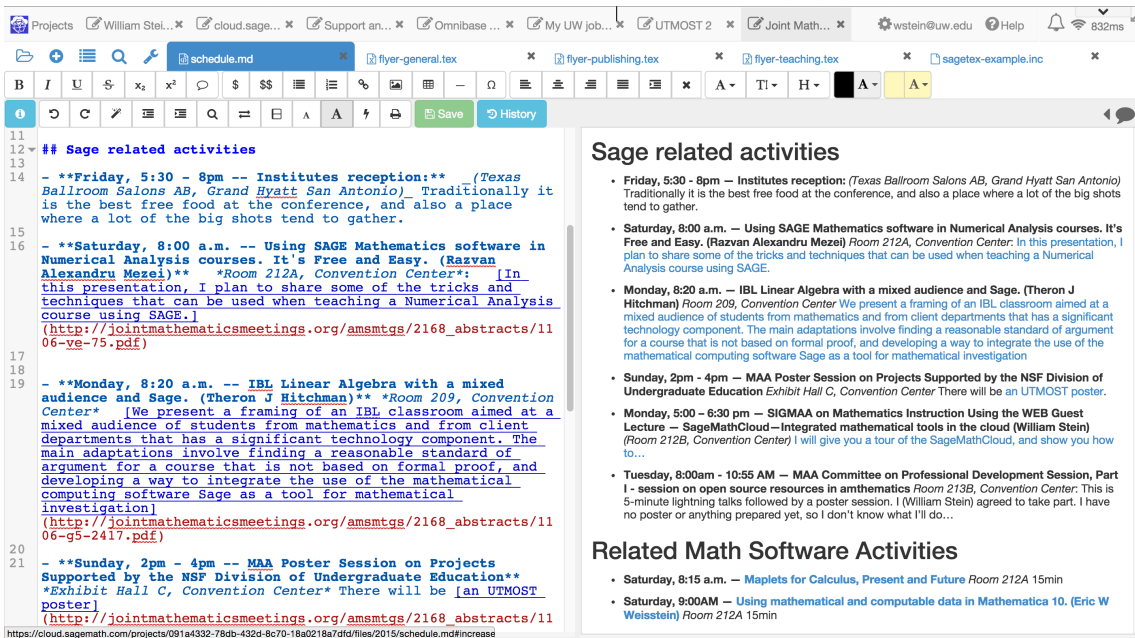 Projects William Stei... cloud.sage... Support an... Omnibase ... My UW job... UTMOST 2 Joint Math... wstein@uw.edu Help 832ms
schedule.md flyer-general.tex flyer-publishing.tex flyer-teaching.tex sagetex-example.inc
B I U S x₂ x² $ $$ Ω A T! H A A
A A Save History
11
12 ## Sage related activities
13
14 - **Friday, 5:30 - 8pm -- Institutes reception:** _(Texas
Ballroom Salons AB, Grand Hyatt San Antonio)_ Traditionally it
is the best free food at the conference, and also a place
where a lot of the big shots tend to gather.
15
16 - **Saturday, 8:00 a.m. -- Using SAGE Mathematics software in
Numerical Analysis courses. It's Free and Easy. (Razvan
Alexandru Mezei)** *Room 212A, Convention Center*: [In
this presentation, I plan to share some of the tricks and
techniques that can be used when teaching a Numerical Analysis
course using SAGE.]
(http://jointmathematicsmeetings.org/amsmtgs/2168_abstracts/11
06-ve-75.pdf)
17
18
19 - **Monday, 8:20 a.m. -- IBL Linear Algebra with a mixed
audience and Sage. (Theron J Hitchman)** *Room 209, Convention
Center* [We present a framing of an IBL classroom aimed at a
mixed audience of students from mathematics and from client
departments that has a significant technology component. The
main adaptations involve finding a reasonable standard of
argument for a course that is not based on formal proof, and
developing a way to integrate the use of the mathematical
computing software Sage as a tool for mathematical
investigation]
(http://jointmathematicsmeetings.org/amsmtgs/2168_abstracts/11
06-g5-2417.pdf)
20
21 - **Sunday, 2pm - 4pm -- MAA Poster Session on Projects
Supported by the NSF Division of Undergraduate Education**
*Exhibit Hall C, Convention Center* There will be [an UTMOST
poster]
(http://jointmathematicsmeetings.org/amsmtgs/2168_abstracts/11
https://cloud.sagemath.com/projects/091a4332-78db-432d-8c70-18a0218a7dfd/files/2015/schedule.md#increase
Sage related activities
• Friday, 5:30 - 8pm — Institutes reception: (Texas Ballroom Salons AB, Grand Hyatt San Antonio)
Traditionally it is the best free food at the conference, and also a place where a lot of the big shots
tend to gather.
• Saturday, 8:00 a.m. — Using SAGE Mathematics software in Numerical Analysis courses. It's
Free and Easy. (Razvan Alexandru Mezei) Room 212A, Convention Center: In this presentation, I
plan to share some of the tricks and techniques that can be used when teaching a Numerical
Analysis course using SAGE.
• Monday, 8:20 a.m. — IBL Linear Algebra with a mixed audience and Sage. (Theron J
Hitchman) Room 209, Convention Center We present a framing of an IBL classroom aimed at a
mixed audience of students from mathematics and from client departments that has a significant
technology component. The main adaptations involve finding a reasonable standard of argument
for a course that is not based on formal proof, and developing a way to integrate the use of the
mathematical computing software Sage as a tool for mathematical investigation
• Sunday, 2pm - 4pm — MAA Poster Session on Projects Supported by the NSF Division of
Undergraduate Education Exhibit Hall C, Convention Center There will be an UTMOST poster.
• Monday, 5:00 – 6:30 pm — SIGMAA on Mathematics Instruction Using the WEB Guest
Lecture — SageMathCloud—Integrated mathematical tools in the cloud (William Stein)
(Room 212B, Convention Center) I will give you a tour of the SageMathCloud, and show you how
to…
• Tuesday, 8:00am - 10:55 AM — MAA Committee on Professional Development Session, Part
I - session on open source resources in amthematics Room 213B, Convention Center: This is
5-minute lightning talks followed by a poster session. I (William Stein) agreed to take part. I have
no poster or anything prepared yet, so I don't know what I'll do…
Related Math Software Activities
• Saturday, 8:15 a.m. — Maplets for Calculus, Present and Future Room 212A 15min
• Saturday, 9:00AM — Using mathematical and computable data in Mathematica 10. (Eric W
Weisstein) Room 212A 15min